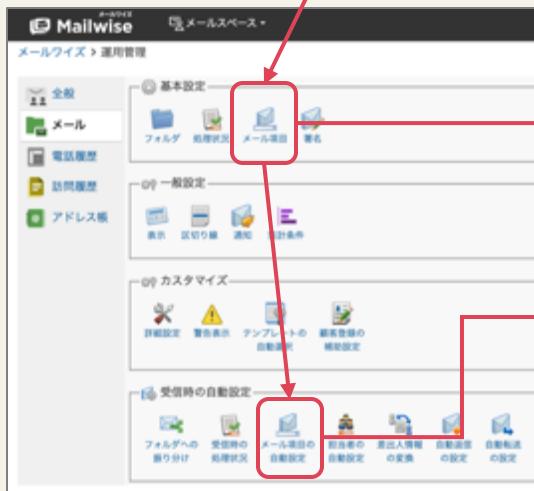 メールワイズ
Mailwise
メールスペース
メールワイズ > 運用管理
全般
メール
電話履歴
訪問履歴
アドレス帳
基本設定
フォルダ
処理状況
メール項目
署名
一般設定
表示
区切り線
通知
集計条件
カスタマイズ
詳細設定
警告表示
テンプレートの
自動選択
顧客登録の
補助設定
受信時の自動設定
フォルダへの
振り分け
受信時の
処理状況
メール項目の
自動設定
担当者の
自動設定
差出人情報
の変換
自動返信
の設定
自動転送
の設定